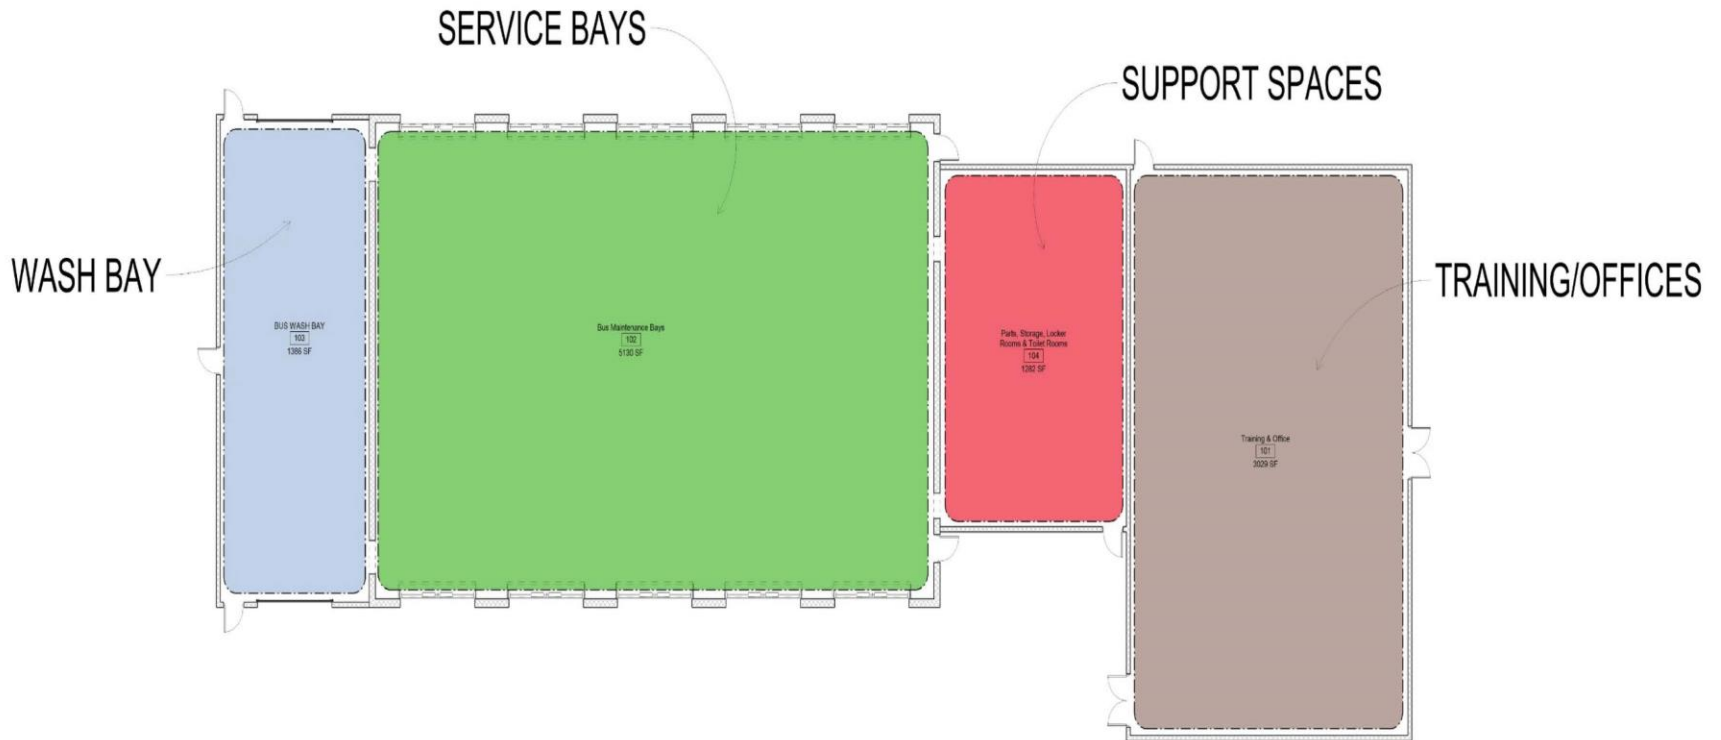 SERVICE BAYS
SUPPORT SPACES
WASH BAY
TRAINING/OFFICES
BUS WASH BAY
103
1386 SF
Bus Maintenance Bays
102
5130 SF
Parts, Storage, Locker
Rooms & Toilet Rooms
104
1282 SF
Training & Office
101
3029 SF